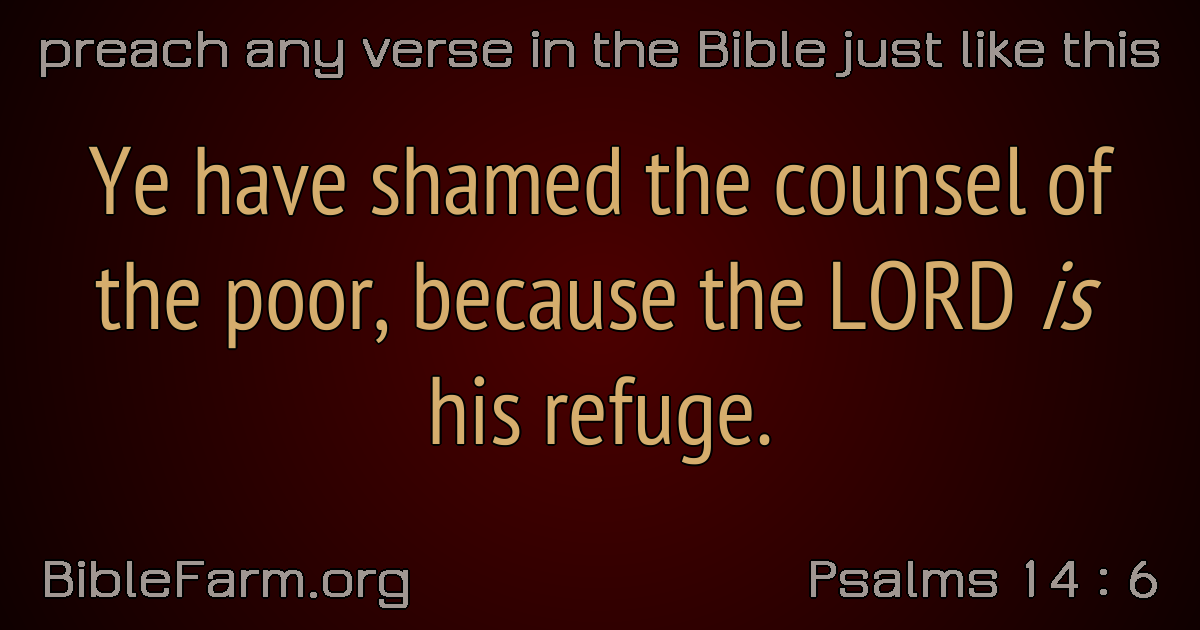 preach any verse in the Bible just like this
Ye have shamed the counsel of
the poor, because the LORD is
his refuge.
BibleFarm.org
Psalms 14 : 6